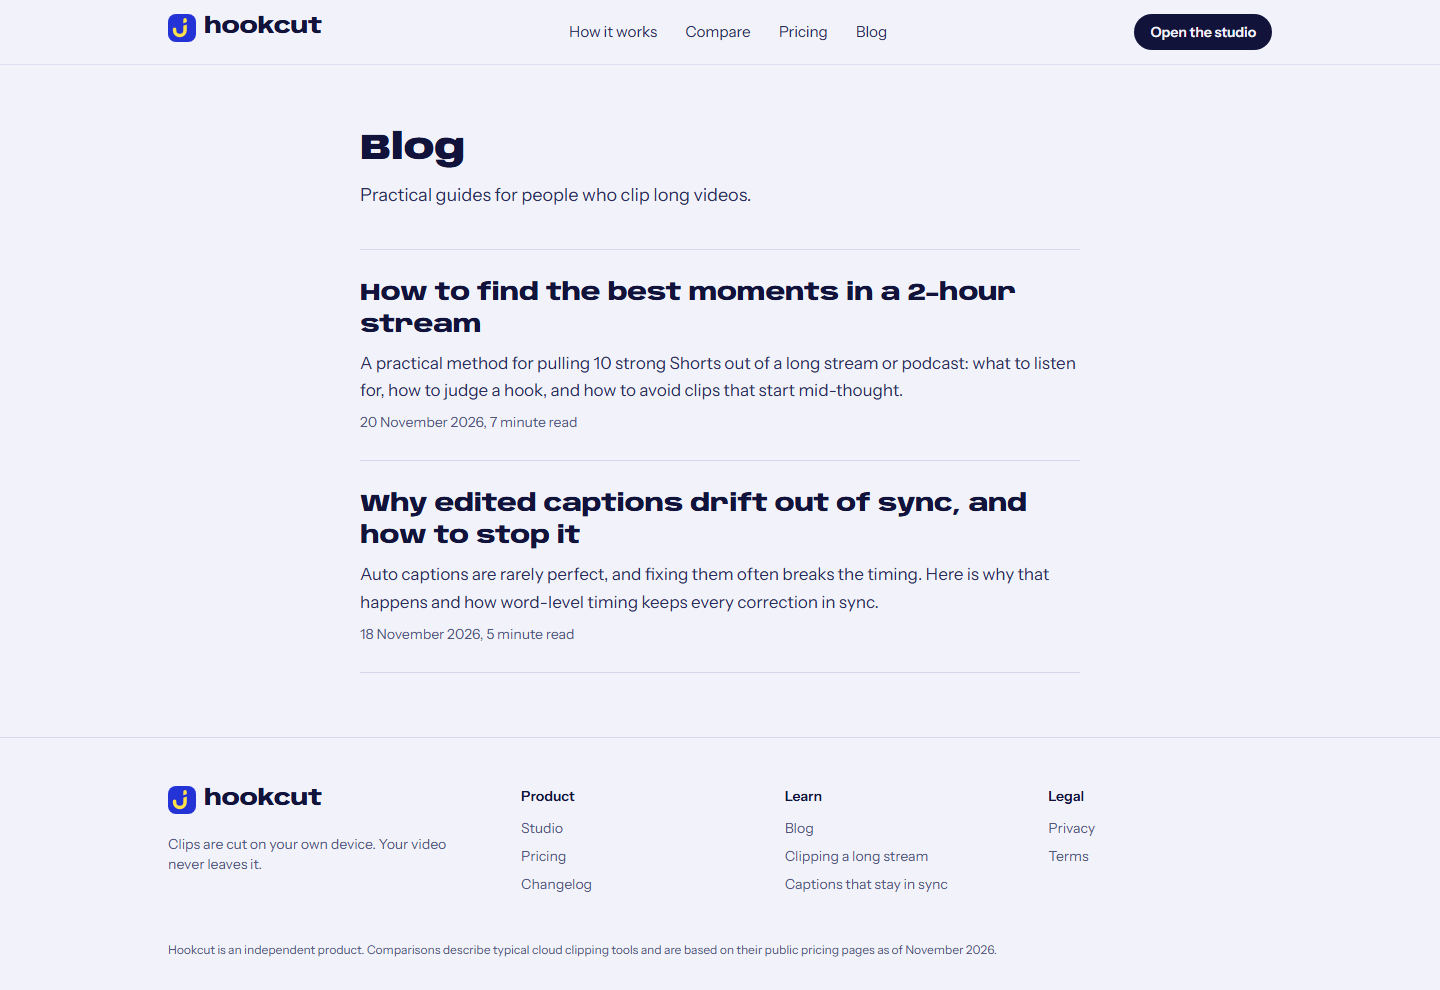 hookcut
How it works
Compare
Pricing
Blog
Open the studio
Blog
Practical guides for people who clip long videos.
How to find the best moments in a 2-hour
stream
A practical method for pulling 10 strong Shorts out of a long stream or podcast: what to listen
for, how to judge a hook, and how to avoid clips that start mid-thought.
20 November 2026, 7 minute read
Why edited captions drift out of sync, and
how to stop it
Auto captions are rarely perfect, and fixing them often breaks the timing. Here is why that
happens and how word-level timing keeps every correction in sync.
18 November 2026, 5 minute read
hookcut
Clips are cut on your own device. Your video
never leaves it.
Product
Studio
Pricing
Changelog
Learn
Blog
Clipping a long stream
Captions that stay in sync
Legal
Privacy
Terms
Hookcut is an independent product. Comparisons describe typical cloud clipping tools and are based on their public pricing pages as of November 2026.